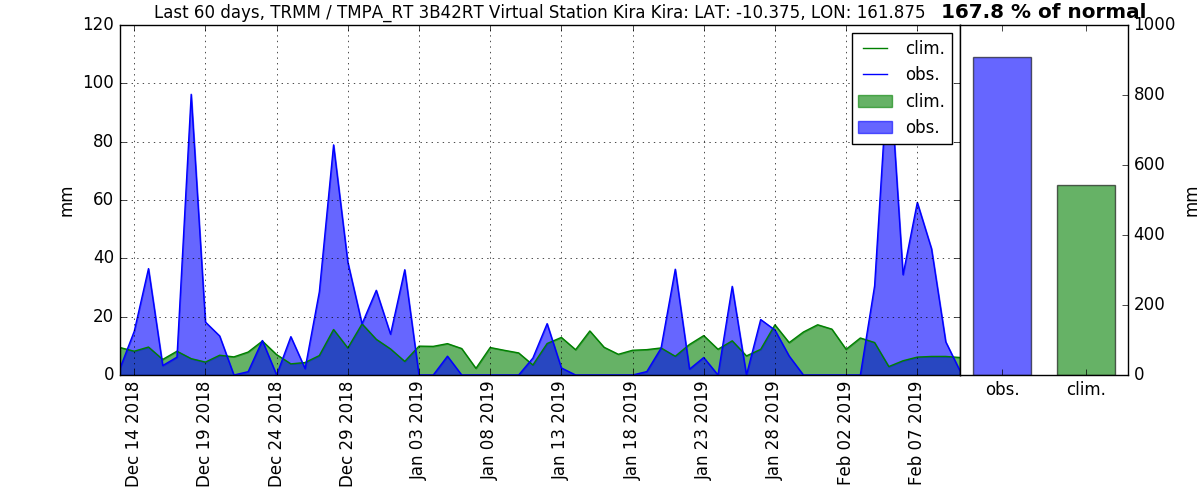 Last 60 days, TRMM / TMPA_RT 3B42RT Virtual Station Kira Kira: LAT: -10.375, LON: 161.875
167.8 % of normal
120
100
80
60
40
20
0
mm
clim.
obs.
clim.
obs.
Dec 14 2018
Dec 19 2018
Dec 24 2018
Dec 29 2018
Jan 03 2019
Jan 08 2019
Jan 13 2019
Jan 18 2019
Jan 23 2019
Jan 28 2019
Feb 02 2019
Feb 07 2019
1000
800
600
400
200
0
mm
obs.
clim.